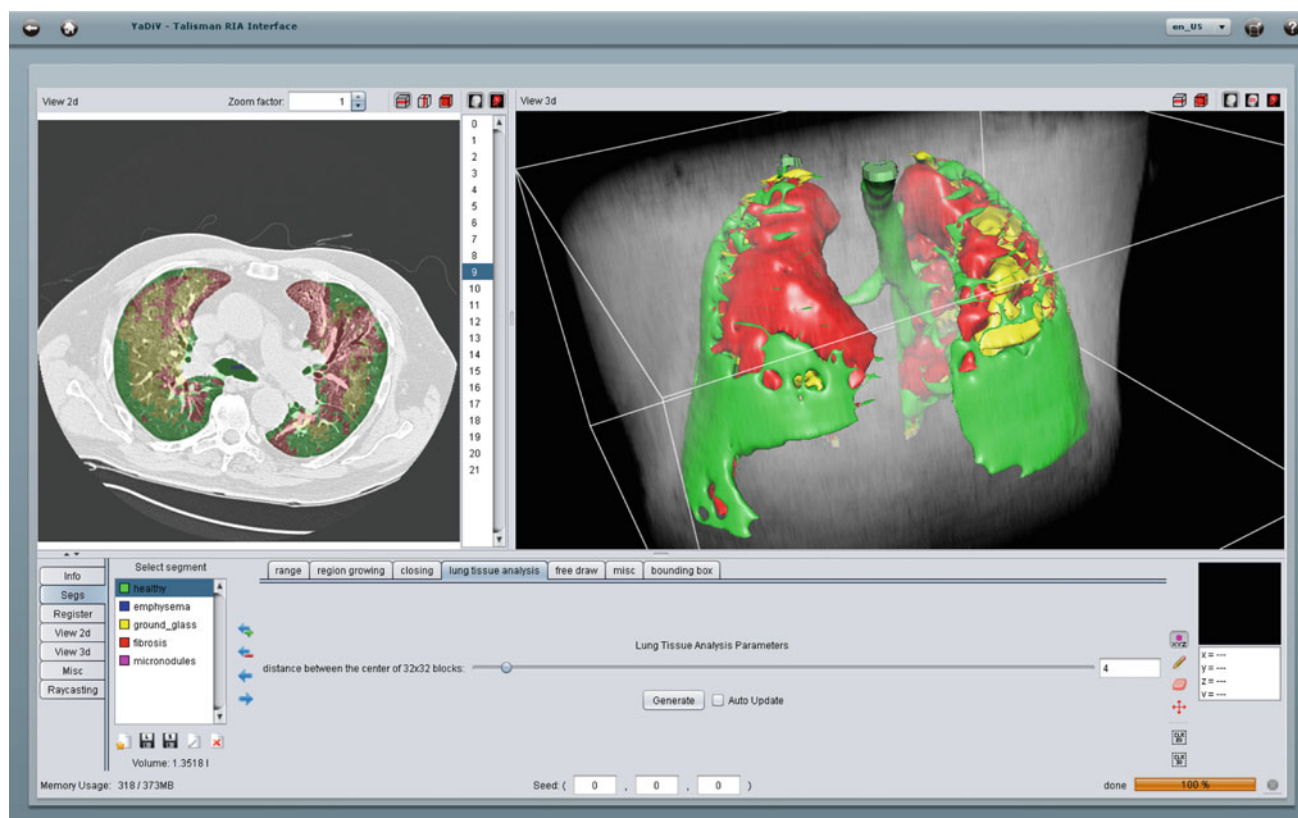 YaDiV - Talisman RIA Interface
en_US
View 2d
Zoom factor:
1
View 3d
0
1
2
3
4
5
6
7
8
9
10
11
12
13
14
15
16
17
18
19
20
21
Info
Segs
Register
View 2d
View 3d
Misc
Raycasting
Select segment
healthy
emphysema
ground_glass
fibrosis
micronodules
Volume: 1.3518 l
range
region growing
closing
lung tissue analysis
free draw
misc
bounding box
Lung Tissue Analysis Parameters
distance between the center of 32x32 blocks:
4
Generate
Auto Update
XYZ
x = ---
y = ---
z = ---
v = ---
Memory Usage: 318 / 373MB
Seed: ( 0 , 0 , 0 )
done
100 %